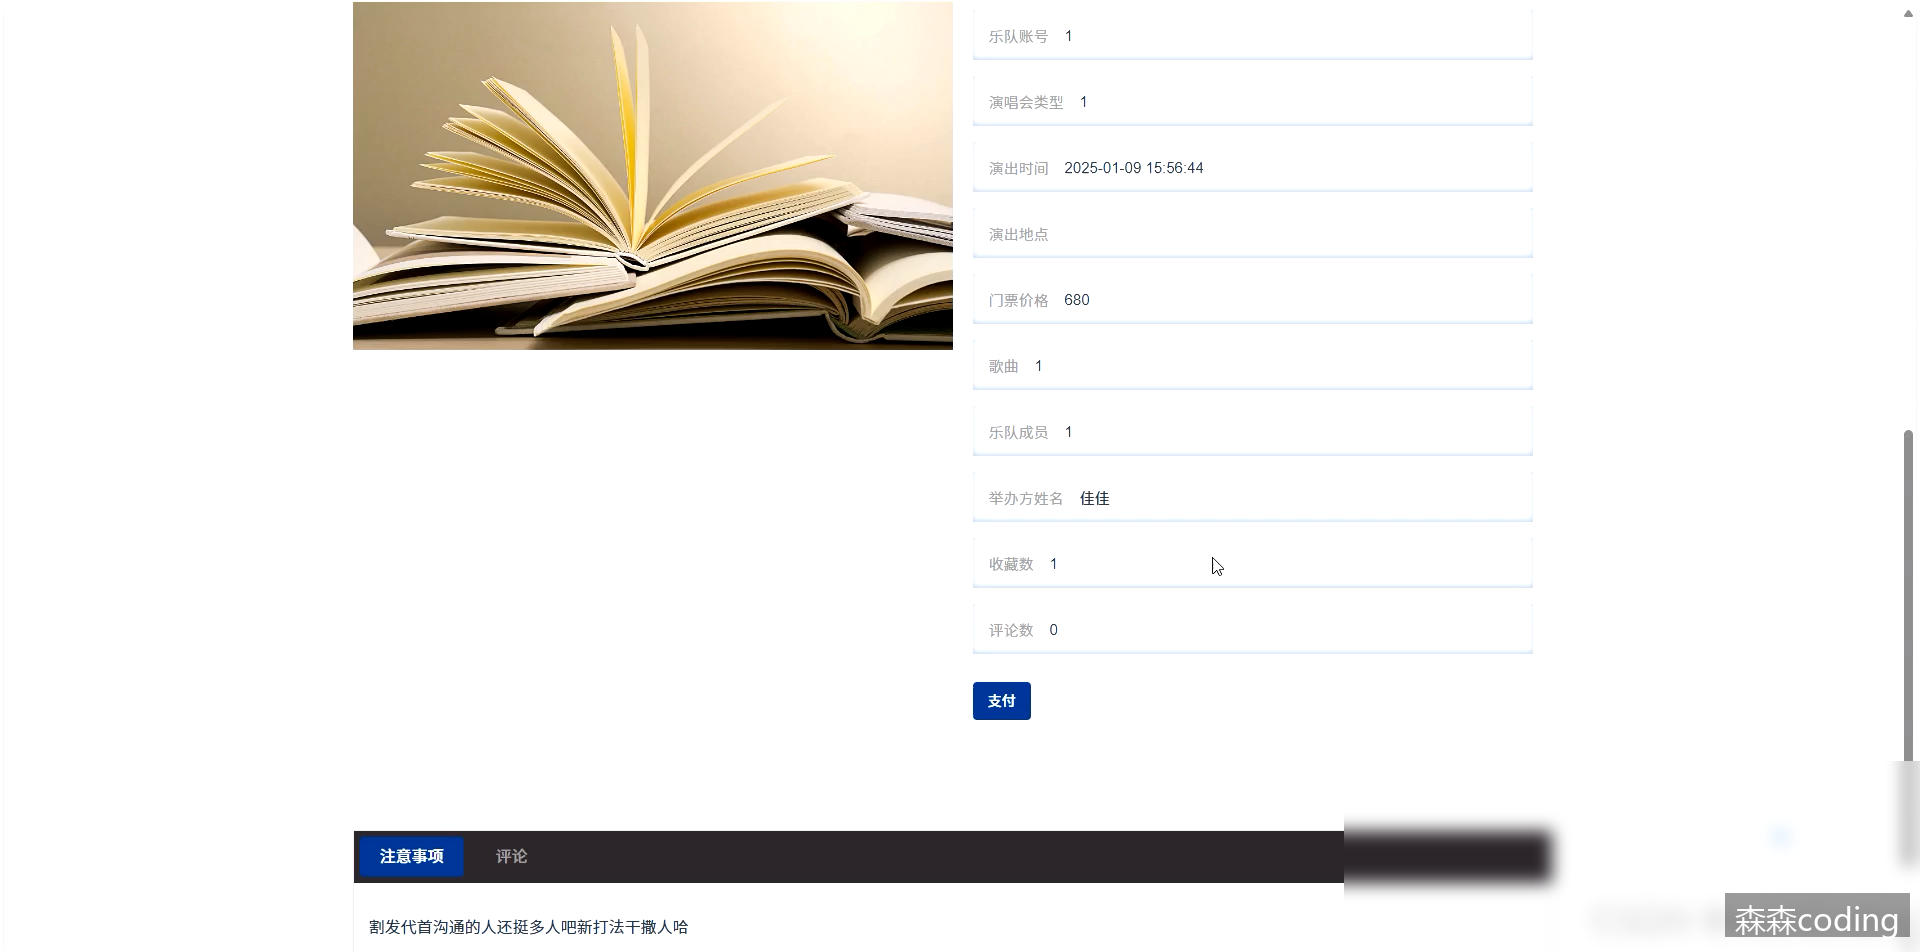 乐队账号 1
演唱会类型 1
演出时间 2025-01-09 15:56:44
演出地点
门票价格 680
歌曲 1
乐队成员 1
举办方姓名 佳佳
收藏数 1
评论数 0
支付
注意事项 评论
割发代首沟通的人还挺多人吧新打法干撒人哈
森森coding